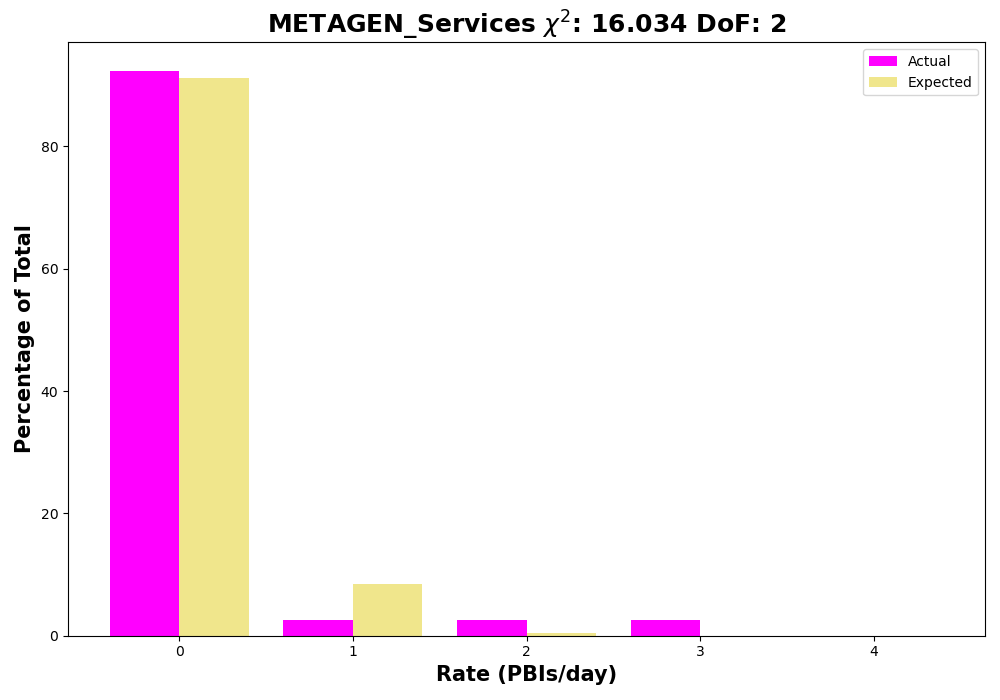 METAGEN_Services χ²: 16.034 DoF: 2
Actual
Expected
Percentage of Total
80
60
40
20
0
0 1 2 3 4
Rate (PBIs/day)